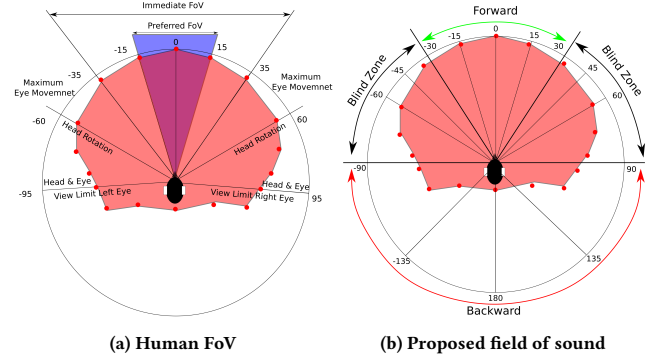 Immediate FoV
Preferred FoV
0
-15
15
-35
35
Maximum
Eye Movemnet
Maximum
Eye Movemnet
-60
60
Head Rotation
Head Rotation
Head & Eye
Head & Eye
View Limit Left Eye
View Limit Right Eye
-95
95
(a) Human FoV
Forward
0
-15
15
-30
30
Blind Zone
Blind Zone
-45
45
-60
60
-90
90
-135
135
180
Backward
(b) Proposed field of sound